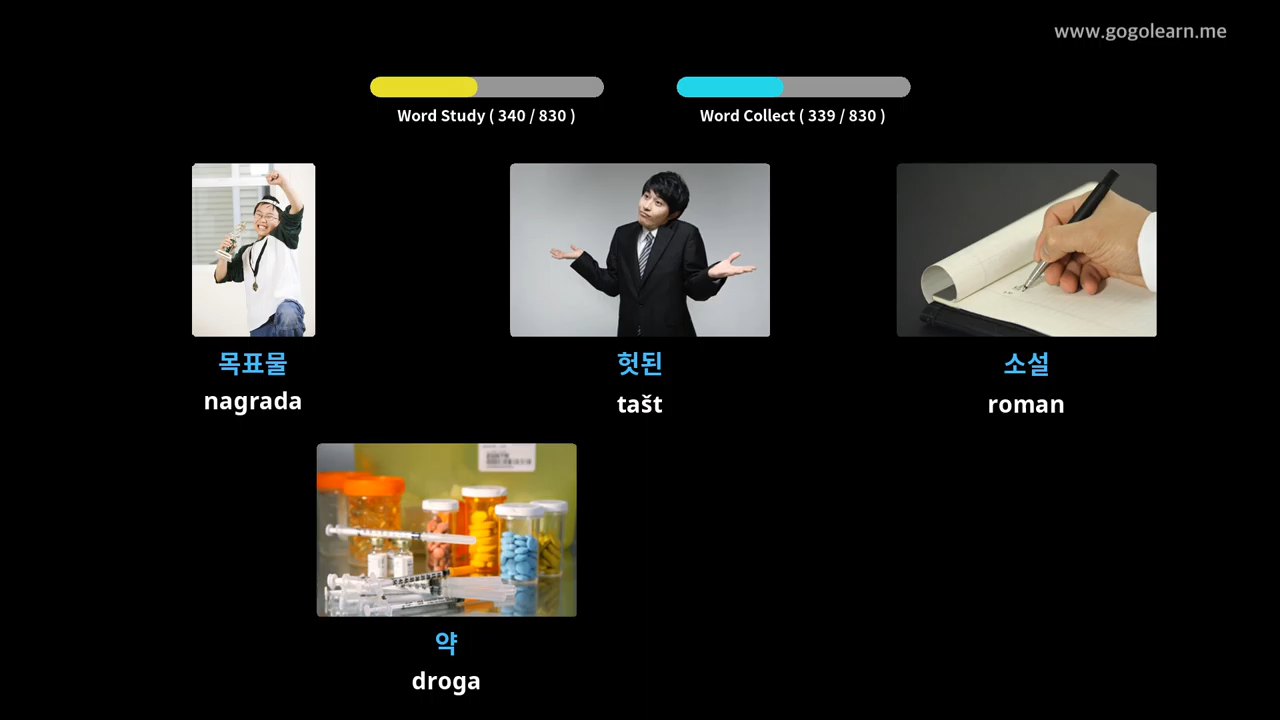 www.gogolearn.me
Word Study ( 340 / 830 )
Word Collect ( 339 / 830 )
목표물
nagrada
헛된
tašt
소설
roman
약
droga